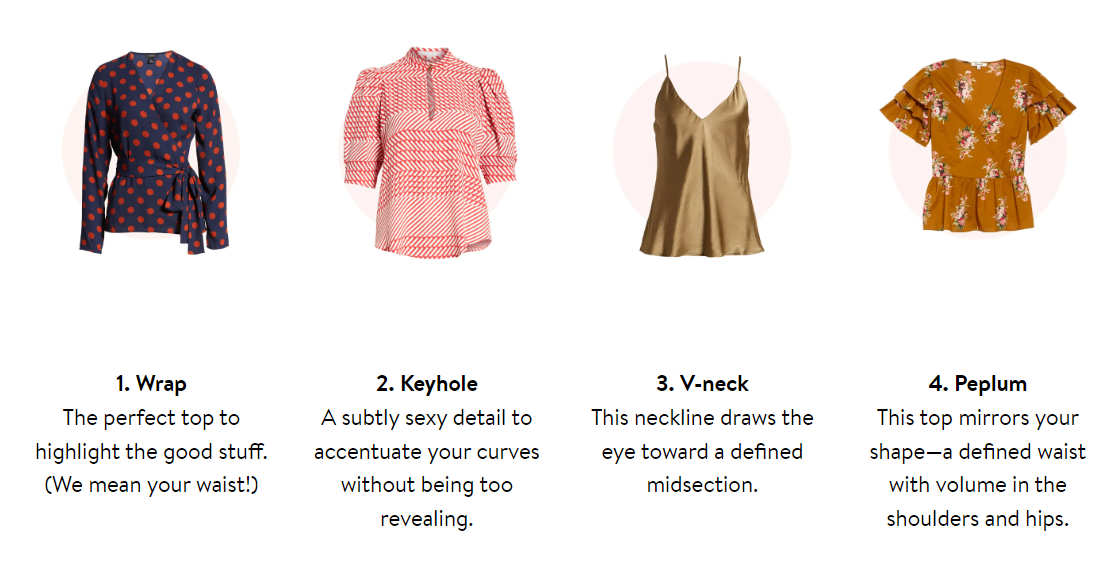 1. Wrap
The perfect top to
highlight the good stuff.
(We mean your waist!)
2. Keyhole
A subtly sexy detail to
accentuate your curves
without being too
revealing.
3. V-neck
This neckline draws the
eye toward a defined
midsection.
4. Peplum
This top mirrors your
shape—a defined waist
with volume in the
shoulders and hips.